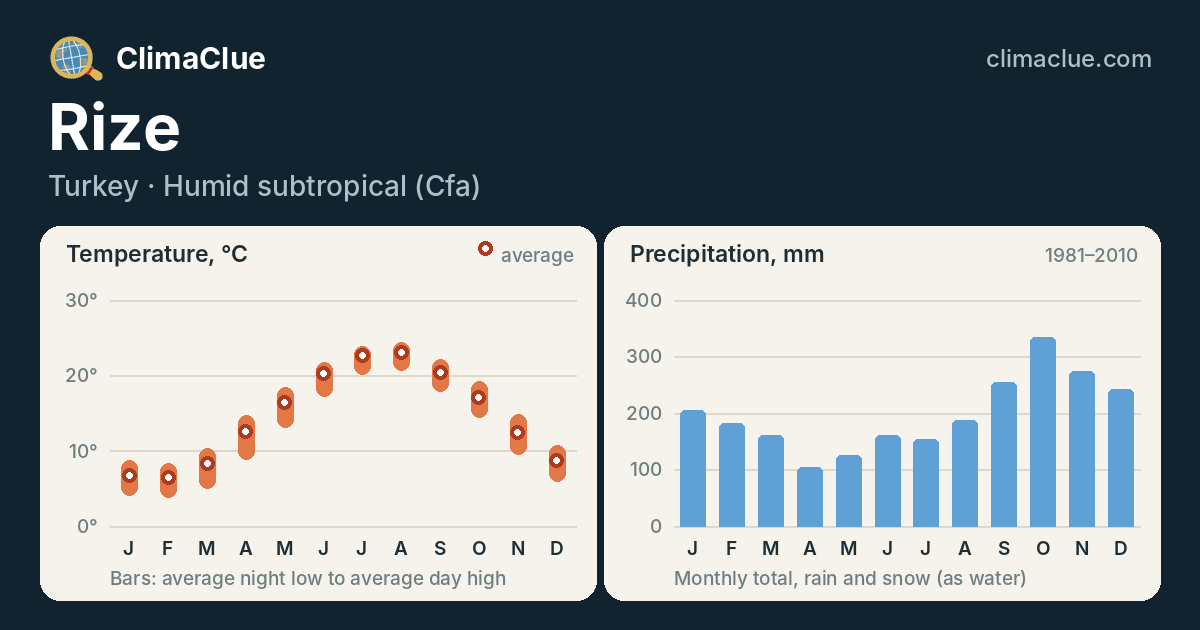 ClimaClue
climaclue.com
Rize
Turkey · Humid subtropical (Cfa)
Temperature, °C
average
30°
20°
10°
0°
J F M A M J J A S O N D
Bars: average night low to average day high
Precipitation, mm
1981–2010
400
300
200
100
0
J F M A M J J A S O N D
Monthly total, rain and snow (as water)